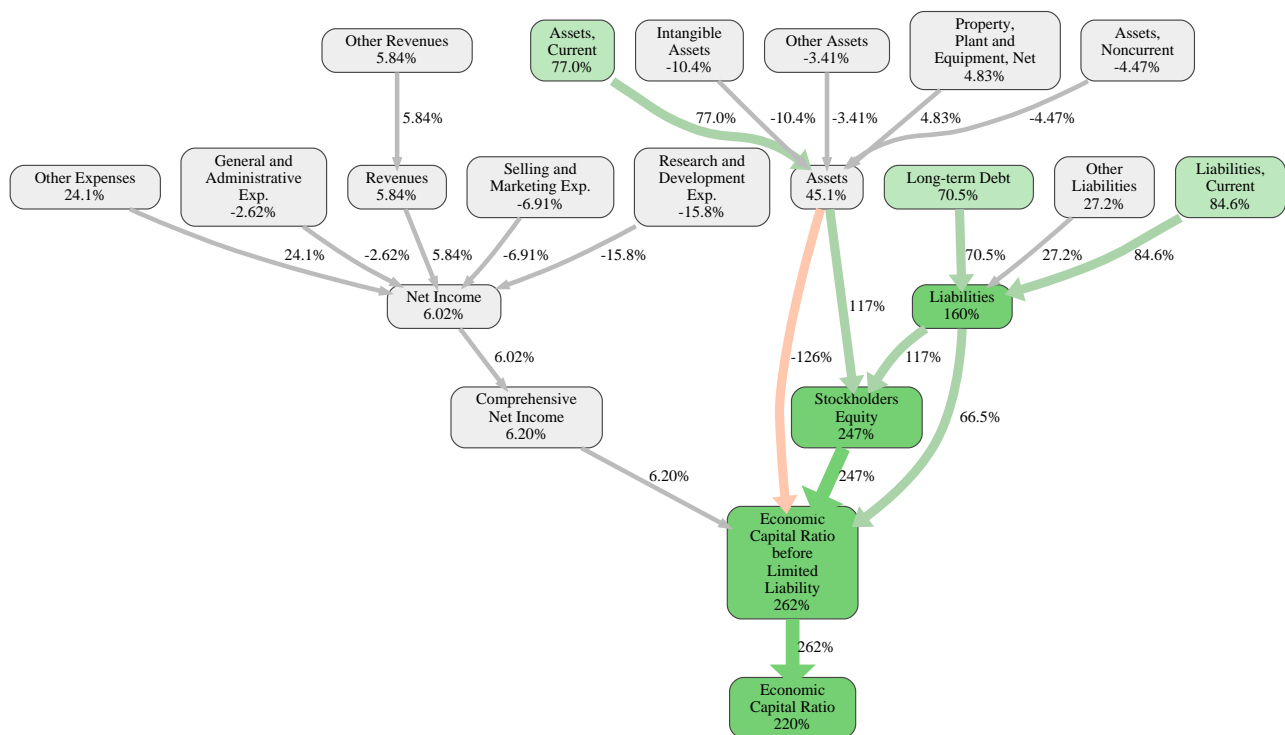 Other Revenues
5.84%
Assets,
Current
77.0%
Intangible
Assets
-10.4%
Other Assets
-3.41%
Property,
Plant and
Equipment, Net
4.83%
Assets,
Noncurrent
-4.47%
5.84%
77.0%
-10.4%
-3.41%
4.83%
-4.47%
Other Expenses
24.1%
General and
Administrative
Exp.
-2.62%
Revenues
5.84%
Selling and
Marketing Exp.
-6.91%
Research and
Development
Exp.
-15.8%
Assets
45.1%
Long-term Debt
70.5%
Other
Liabilities
27.2%
Liabilities,
Current
84.6%
24.1%
-2.62%
5.84%
-6.91%
-15.8%
70.5%
27.2%
84.6%
Net Income
6.02%
117%
Liabilities
160%
6.02%
-126%
117%
Comprehensive
Net Income
6.20%
Stockholders
Equity
247%
66.5%
6.20%
247%
Economic
Capital Ratio
before
Limited
Liability
262%
262%
Economic
Capital Ratio
220%